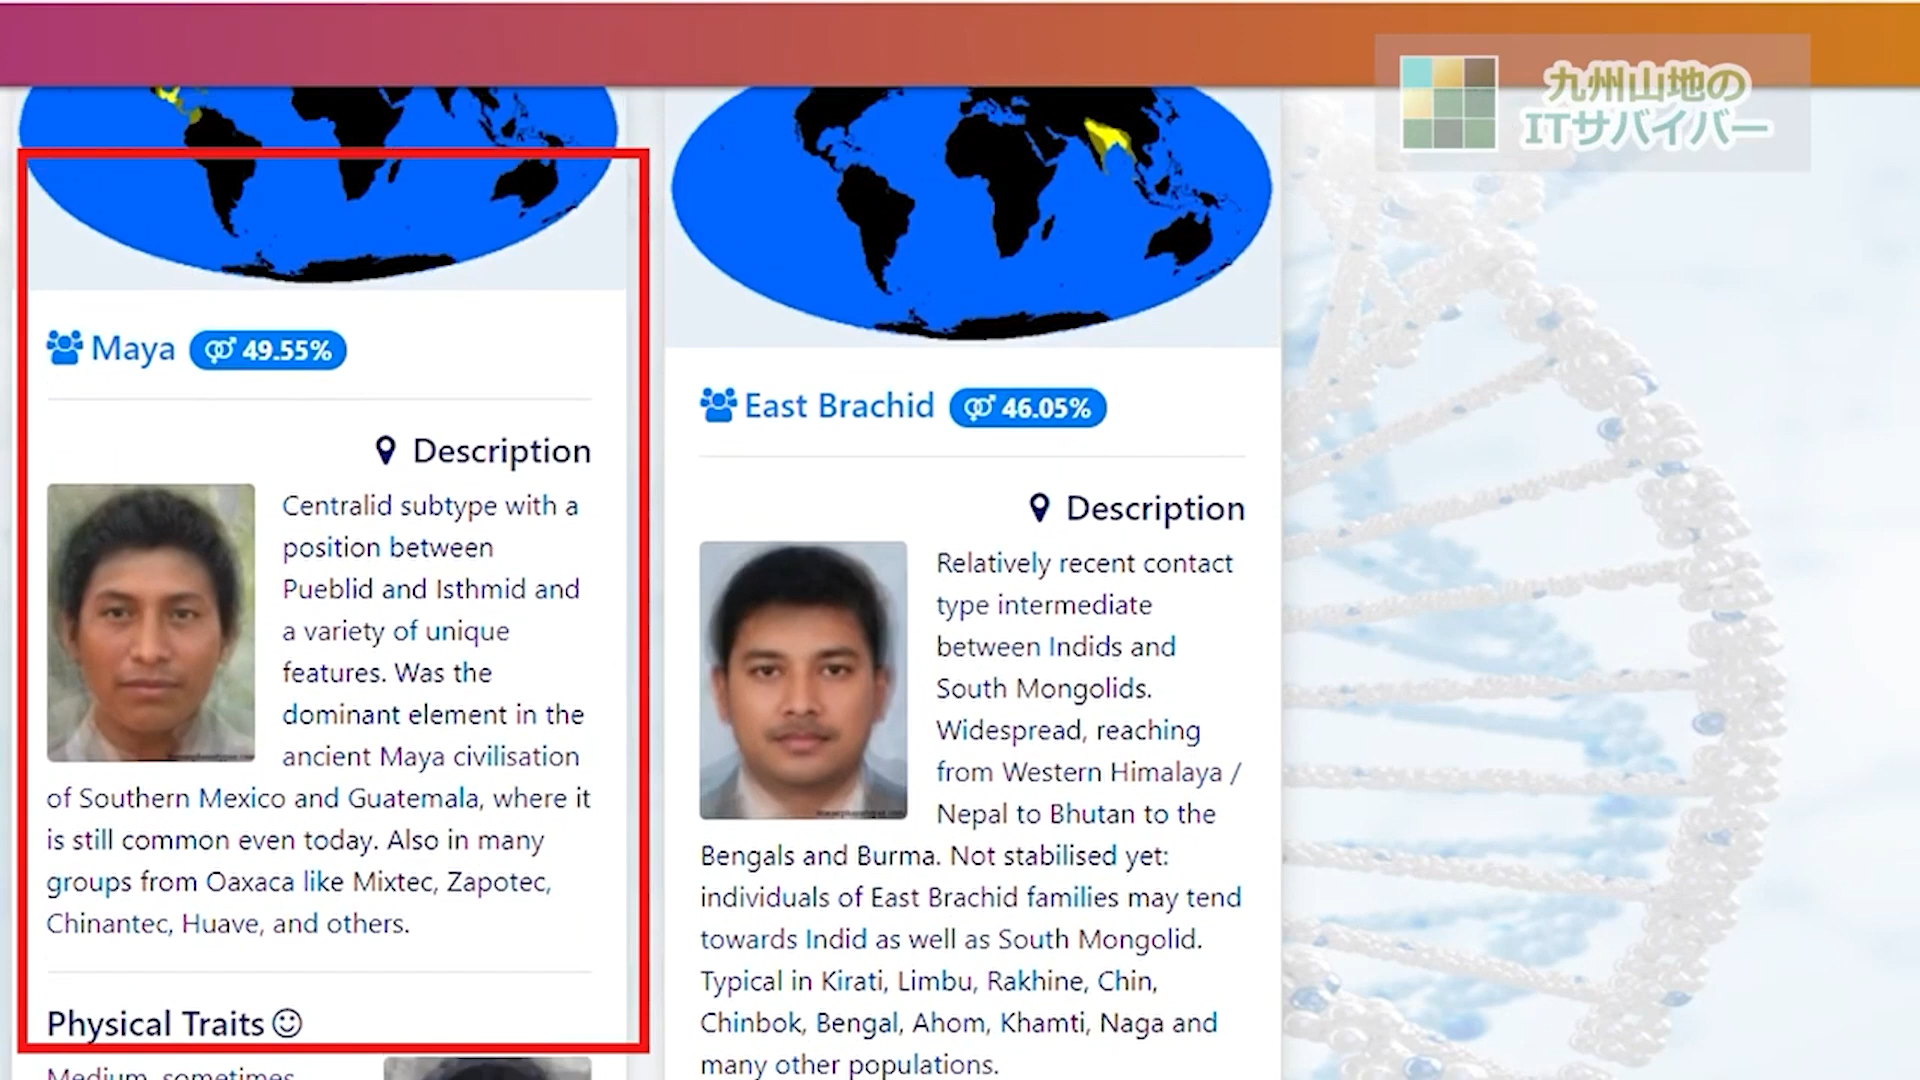 九州山地の
ITサバイバー
Maya 49.55%
Description
Centralid subtype with a
position between
Pueblid and Isthmid and
a variety of unique
features. Was the
dominant element in the
ancient Maya civilisation
of Southern Mexico and Guatemala, where it
is still common even today. Also in many
groups from Oaxaca like Mixtec, Zapotec,
Chinantec, Huave, and others.
Physical Traits
Medium, sometimes
East Brachid 46.05%
Description
Relatively recent contact
type intermediate
between Indids and
South Mongolids.
Widespread, reaching
from Western Himalaya /
Nepal to Bhutan to the
Bengals and Burma. Not stabilised yet:
individuals of East Brachid families may tend
towards Indid as well as South Mongolid.
Typical in Kirati, Limbu, Rakhine, Chin,
Chinbok, Bengal, Ahom, Khamti, Naga and
many other populations.